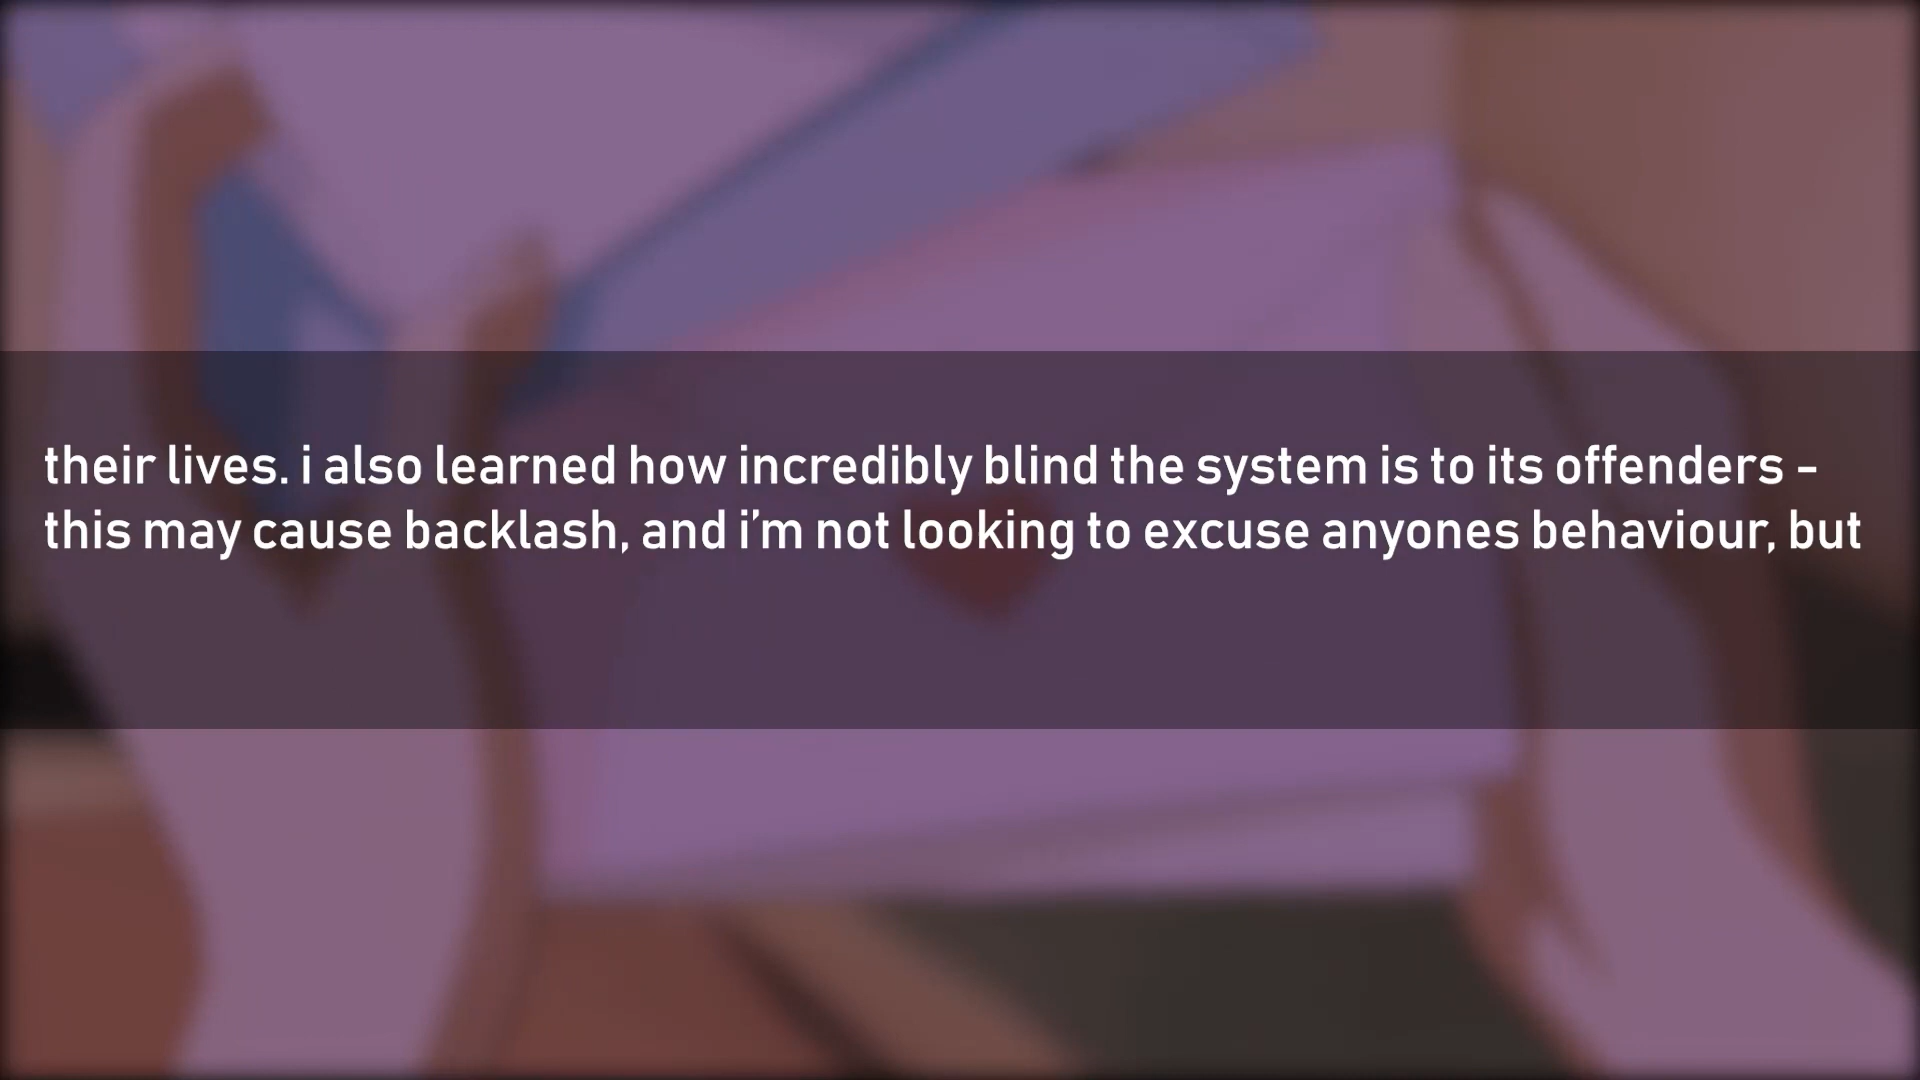 their lives. i also learned how incredibly blind the system is to its offenders -
this may cause backlash, and i’m not looking to excuse anyones behaviour, but